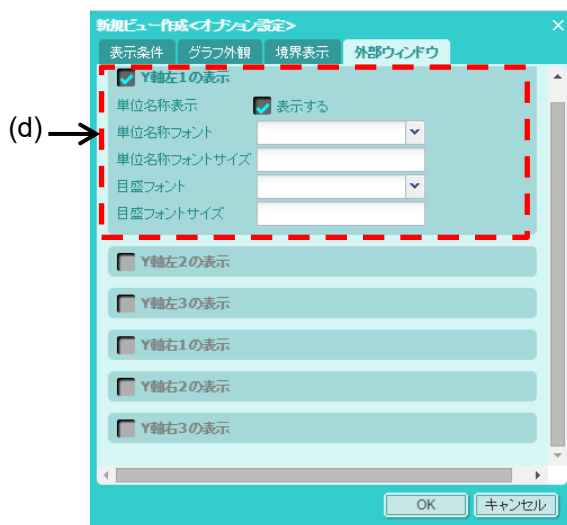 新規ビュー作成<オプション設定>
表示条件 グラフ外観 境界表示 外部ウィンドウ
Y軸左1の表示
単位名称表示 表示する
(d)
単位名称フォント
単位名称フォントサイズ
目盛フォント
目盛フォントサイズ
Y軸左2の表示
Y軸左3の表示
Y軸右1の表示
Y軸右2の表示
Y軸右3の表示
OK キャンセル